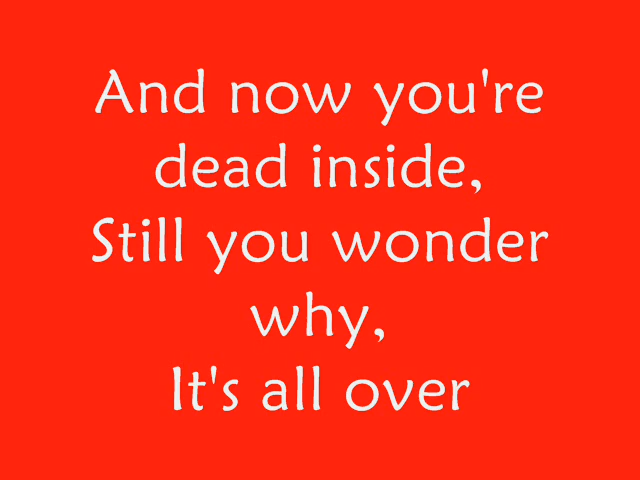 And now you're
dead inside,
Still you wonder
why,
It's all over